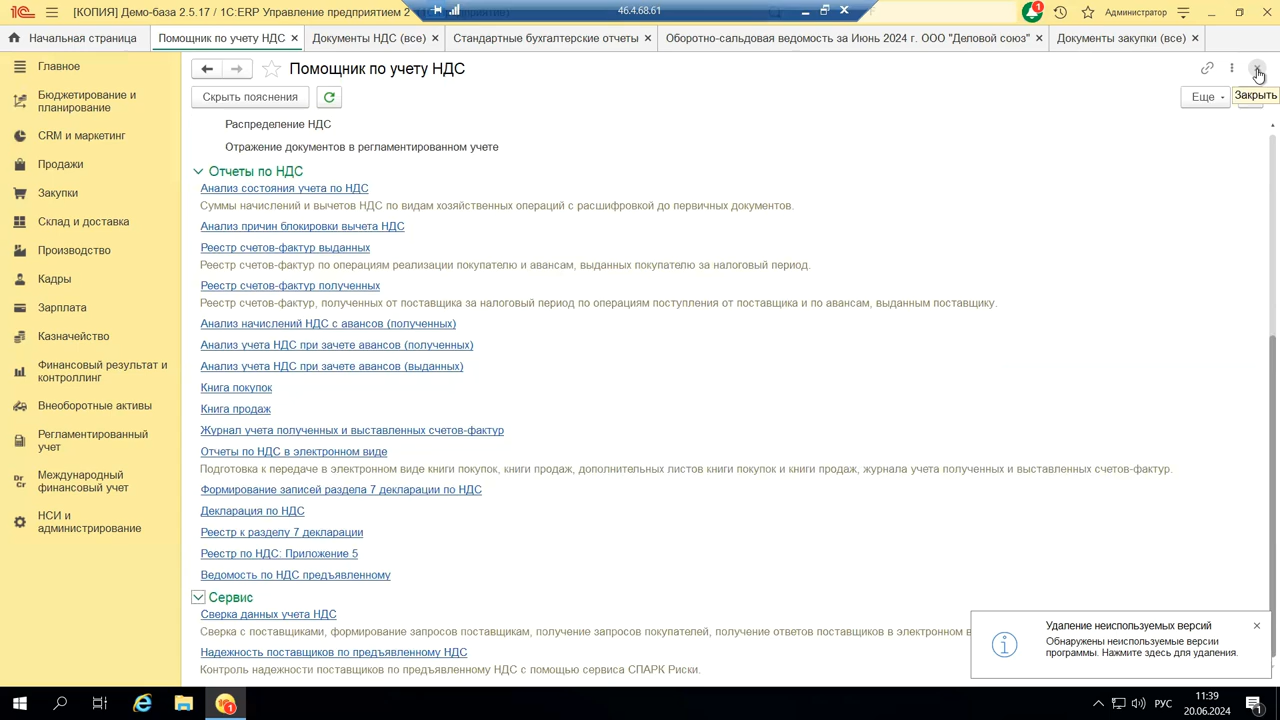 [КОПИЯ] Демо-база 2.5.17 / 1С:ERP Управление предприятием 2
46.4.68.61
1
Администратор
Начальная страница
Помощник по учету НДС
Документы НДС (все)
Стандартные бухгалтерские отчеты
Оборотно-сальдовая ведомость за Июнь 2024 г. ООО "Деловой союз"
Документы закупки (все)
Главное
Бюджетирование и
планирование
CRM и маркетинг
Продажи
Закупки
Склад и доставка
Производство
Кадры
Зарплата
Казначейство
Финансовый результат и
контроллинг
Внеоборотные активы
Регламентированный
учет
Dr
Cr
Международный
финансовый учет
НСИ и
администрирование
Помощник по учету НДС
Скрыть пояснения
Еще
Закрыть
Распределение НДС
Отражение документов в регламентированном учете
Отчеты по НДС
Анализ состояния учета по НДС
Суммы начислений и вычетов НДС по видам хозяйственных операций с расшифровкой до первичных документов.
Анализ причин блокировки вычета НДС
Реестр счетов-фактур выданных
Реестр счетов-фактур по операциям реализации покупателю и авансам, выданных покупателю за налоговый период.
Реестр счетов-фактур полученных
Реестр счетов-фактур, полученных от поставщика за налоговый период по операциям поступления от поставщика и по авансам, выданным поставщику.
Анализ начислений НДС с авансов (полученных)
Анализ учета НДС при зачете авансов (полученных)
Анализ учета НДС при зачете авансов (выданных)
Книга покупок
Книга продаж
Журнал учета полученных и выставленных счетов-фактур
Отчеты по НДС в электронном виде
Подготовка к передаче в электронном виде книги покупок, книги продаж, дополнительных листов книги покупок и книги продаж, журнала учета полученных и выставленных счетов-фактур.
Формирование записей раздела 7 декларации по НДС
Декларация по НДС
Реестр к разделу 7 декларации
Реестр по НДС: Приложение 5
Ведомость по НДС предъявленному
Сервис
Сверка данных учета НДС
Сверка с поставщиками, формирование запросов поставщикам, получение запросов покупателей, получение ответов поставщиков в электронном в
Надежность поставщиков по предъявленному НДС
Контроль надежности поставщиков по предъявленному НДС с помощью сервиса СПАРК Риски.
Удаление неиспользуемых версий
Обнаружены неиспользуемые версии
программы. Нажмите здесь для удаления.
1
РУС
11:39
20.06.2024
1